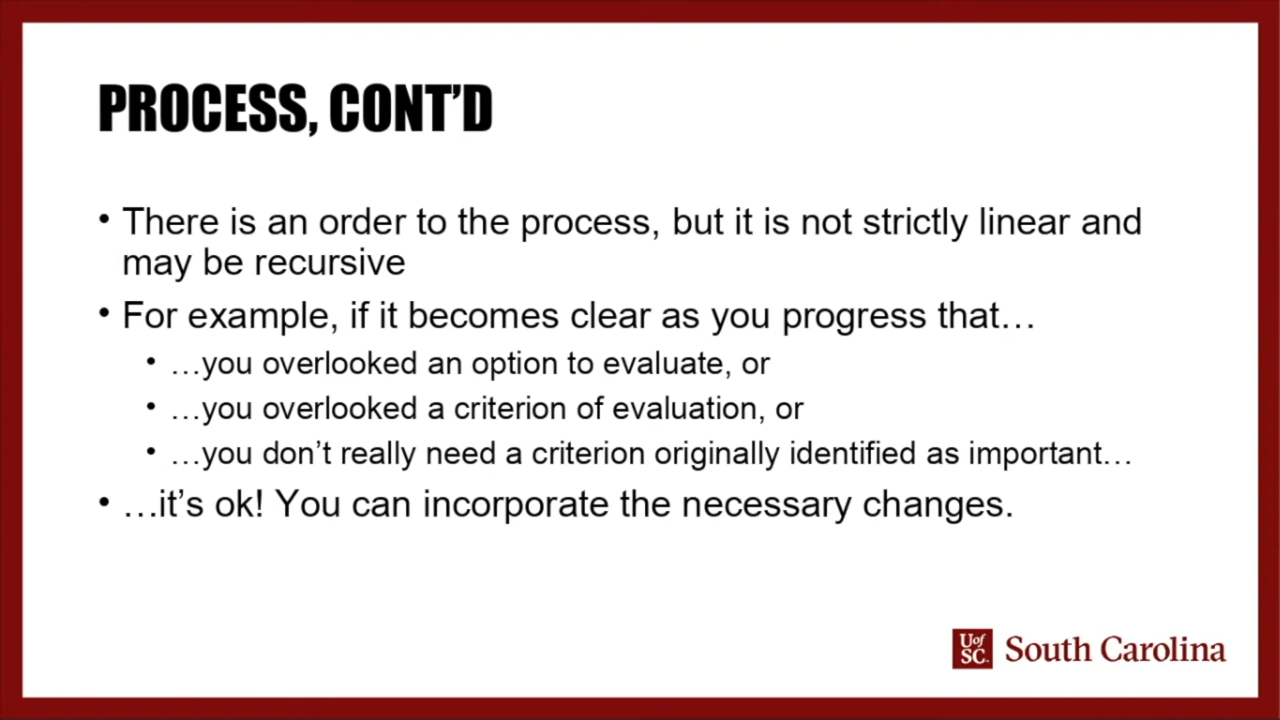 PROCESS, CONT’D
• There is an order to the process, but it is not strictly linear and
may be recursive
• For example, if it becomes clear as you progress that…
• …you overlooked an option to evaluate, or
• …you overlooked a criterion of evaluation, or
• …you don’t really need a criterion originally identified as important…
• …it’s ok! You can incorporate the necessary changes.
UofSC. South Carolina